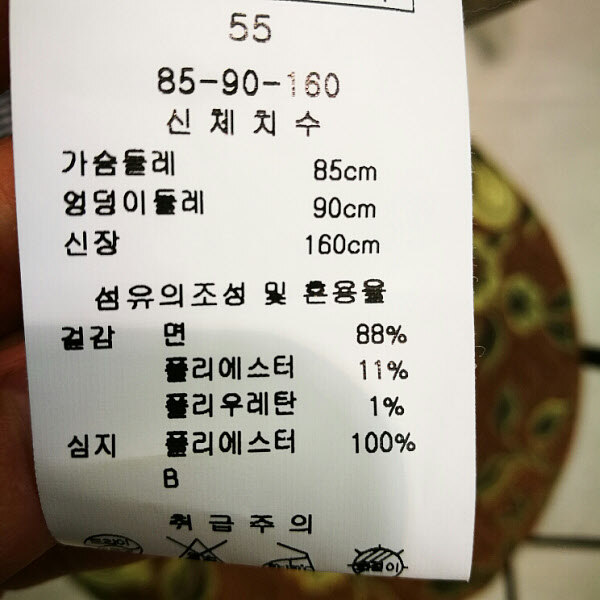 55
85-90-160
신체치수
가슴둘레 85cm
엉덩이둘레 90cm
신장 160cm
섬유의조성 및 혼용율
겉감 면 88%
폴리에스터 11%
폴리우레탄 1%
심지 폴리에스터 100%
B
취급주의